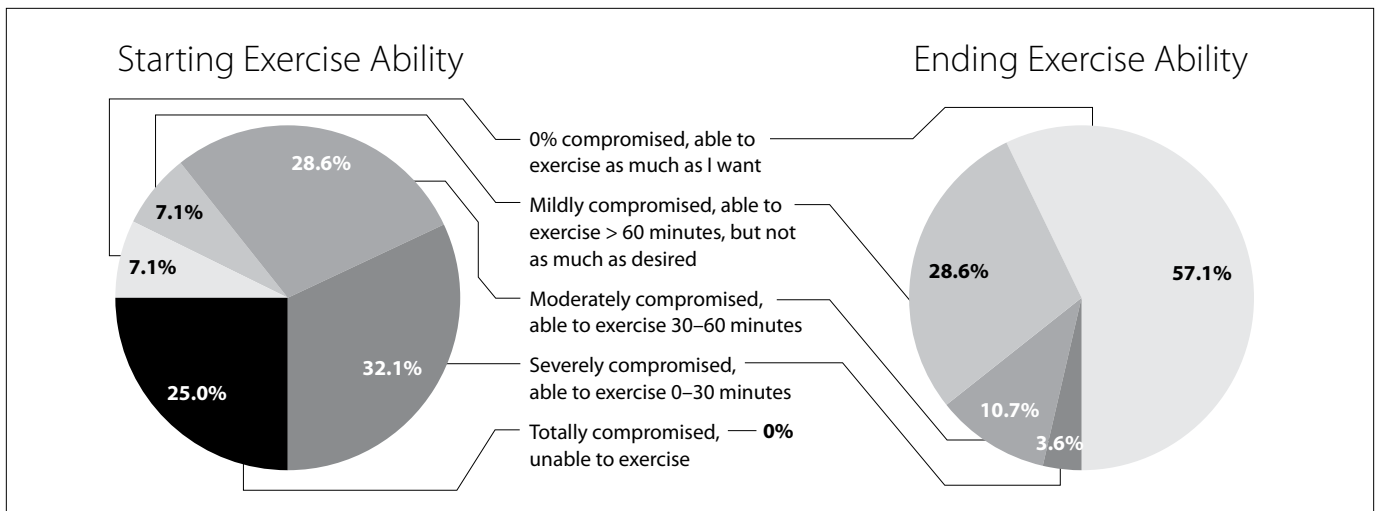 Starting Exercise Ability
Ending Exercise Ability
28.6%
7.1%
7.1%
25.0%
32.1%
0% compromised, able to
exercise as much as I want
Mildly compromised, able to
exercise > 60 minutes, but not
as much as desired
Moderately compromised,
able to exercise 30–60 minutes
Severely compromised,
able to exercise 0–30 minutes
Totally compromised, — 0%
unable to exercise
28.6%
57.1%
10.7%
3.6%